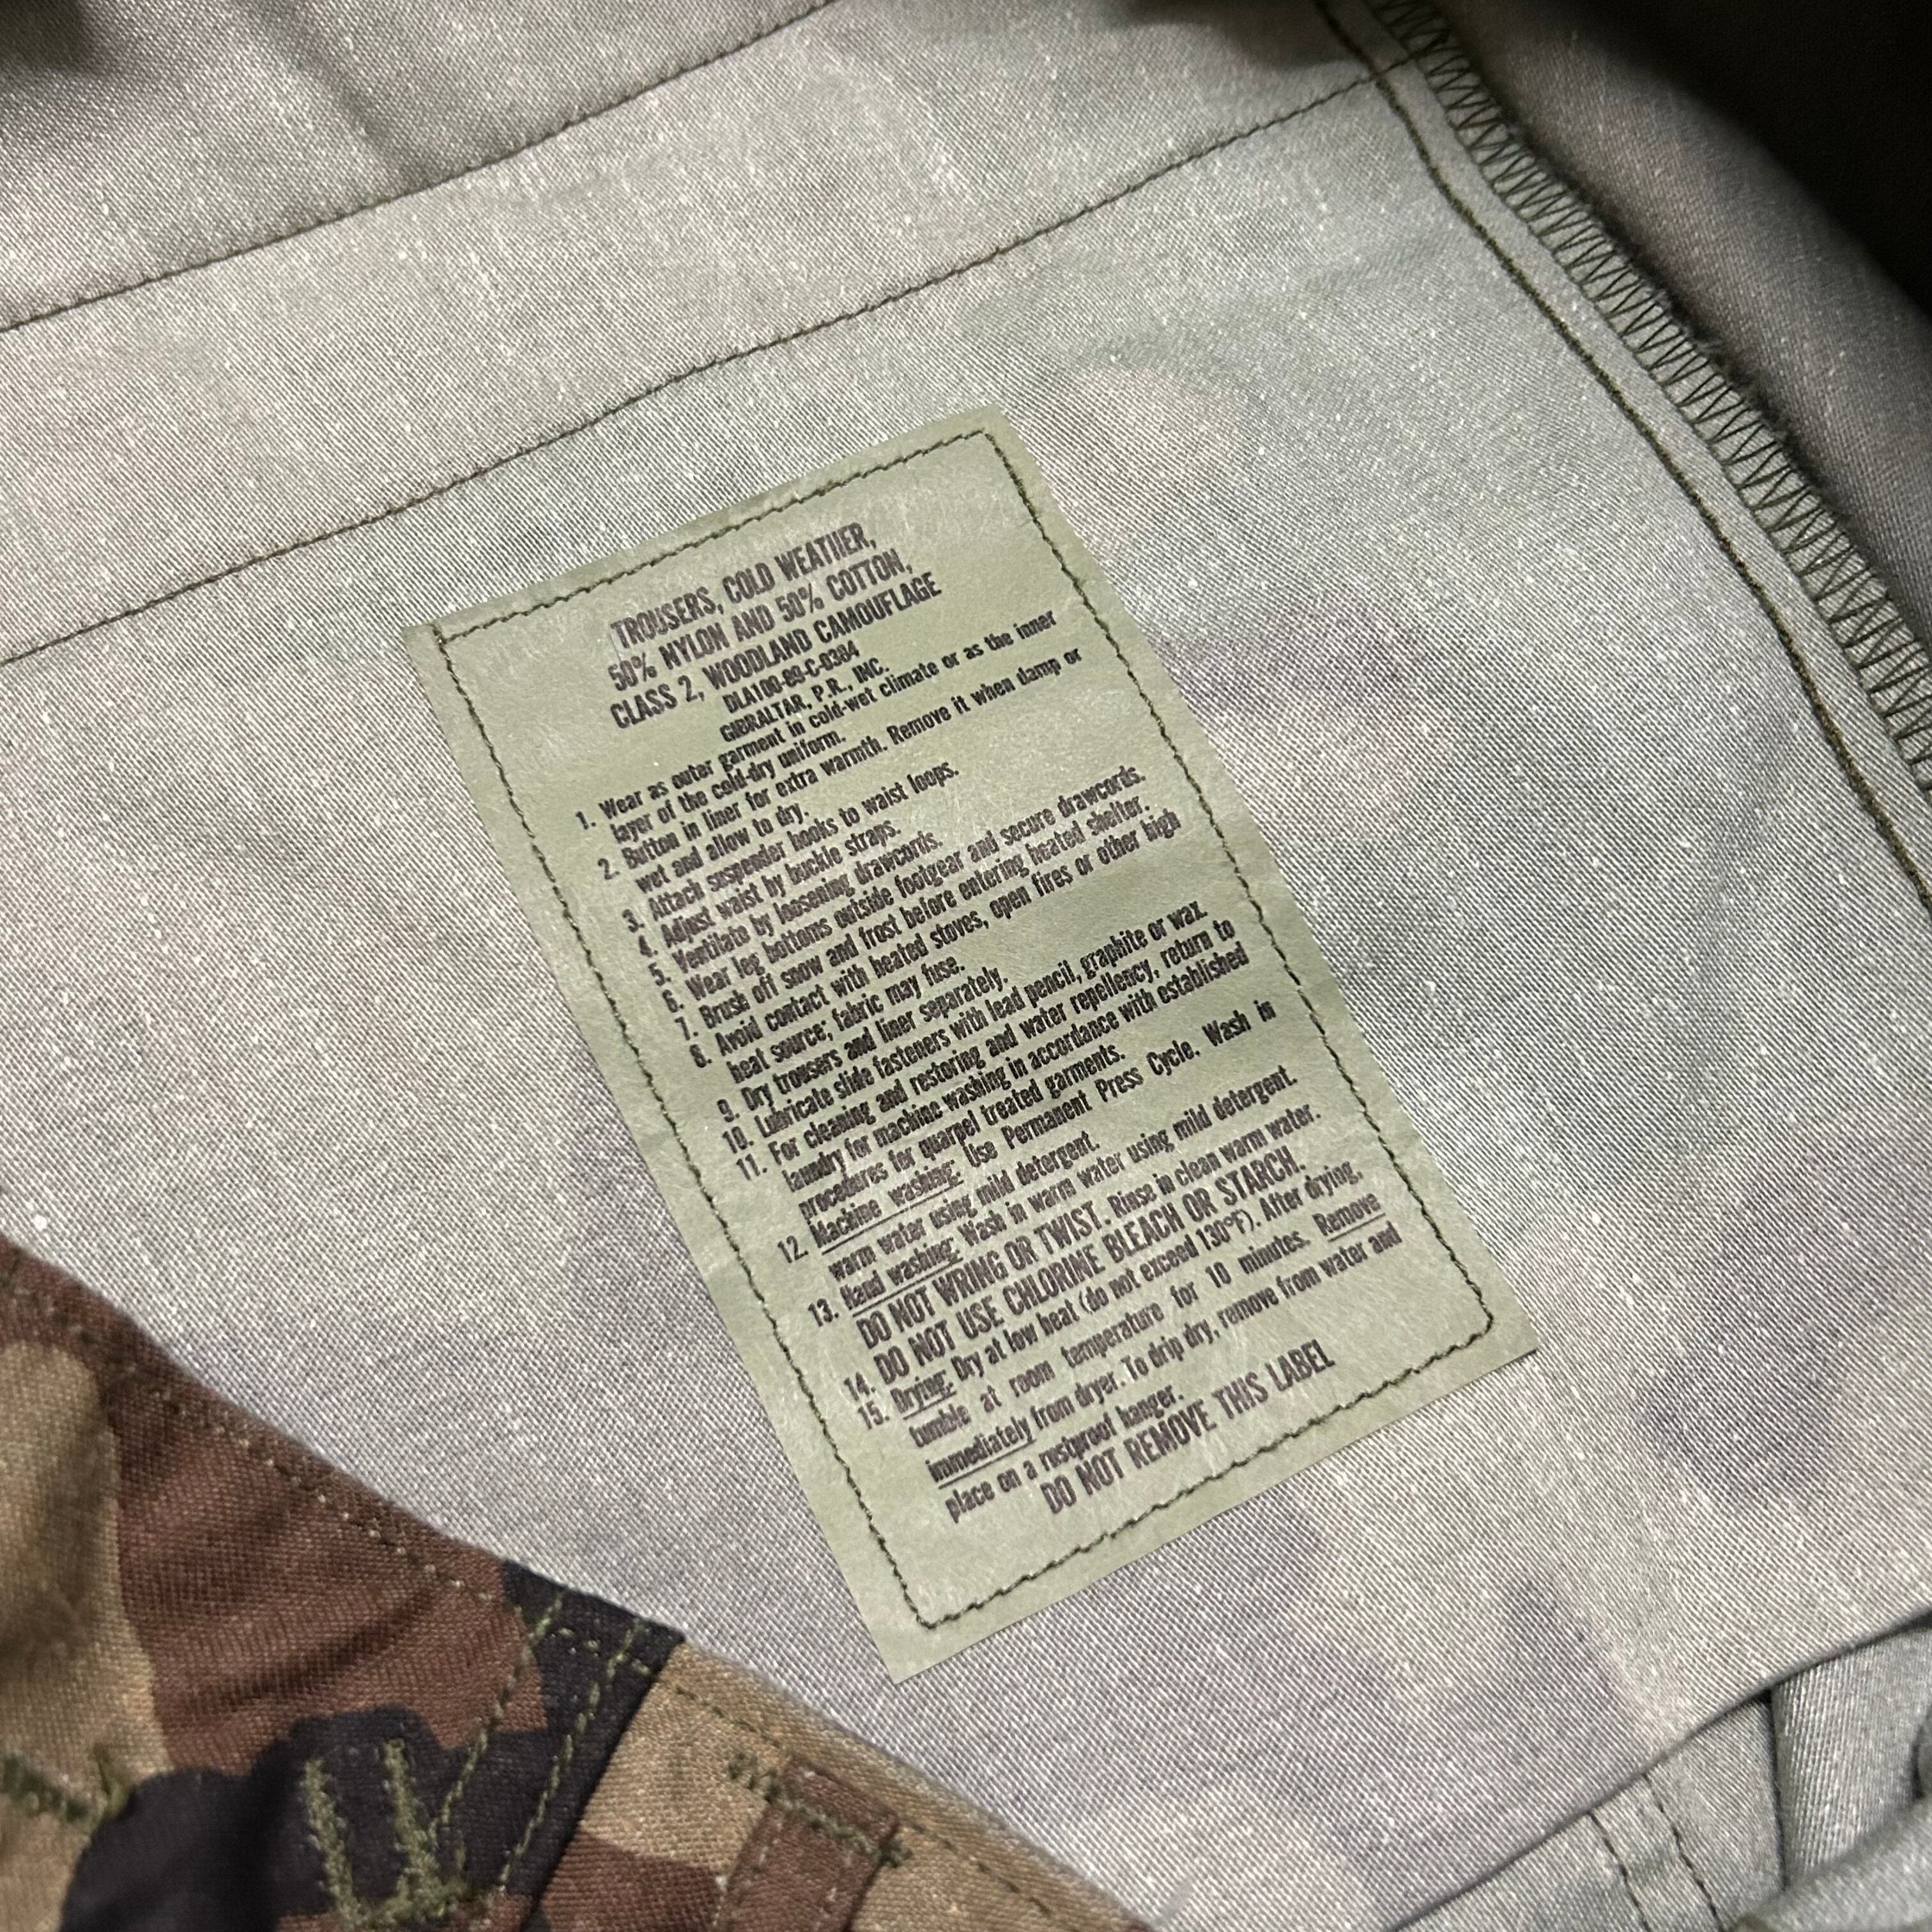 TROUSERS, COLD WEATHER,
50% NYLON AND 50% COTTON,
CLASS 2, WOODLAND CAMOUFLAGE
DLA100-89-C-0384
GIBRALTAR, P.R., INC.
1. Wear as outer garment in cold-wet climate or as the inner
layer of the cold-dry uniform.
2. Button in liner for extra warmth. Remove it when damp or
wet and allow to dry.
3. Attach suspender hooks to waist loops.
4. Adjust waist by buckle straps.
5. Ventilate by loosening drawcords.
6. Wear leg bottoms outside footgear and secure drawcords.
7. Brush off snow and frost before entering heated shelter.
8. Avoid contact with heated stoves, open fires or other high
heat source; fabric may fuse.
9. Dry trousers and liner separately.
10. Lubricate slide fasteners with lead pencil, graphite or wax.
11. For cleaning and restoring and water repellency, return to
laundry for machine washing in accordance with established
procedures for quarpel treated garments.
12. Machine washing: Use Permanent Press Cycle. Wash in
warm water using mild detergent.
13. Hand washing: Wash in warm water using mild detergent.
DO NOT WRING OR TWIST. Rinse in clean warm water.
14. DO NOT USE CHLORINE BLEACH OR STARCH.
15. Drying: Dry at low heat (do not exceed 130°F). After drying,
tumble at room temperature for 10 minutes. Remove
immediately from dryer. To drip dry, remove from water and
place on a rustproof hanger.
DO NOT REMOVE THIS LABEL